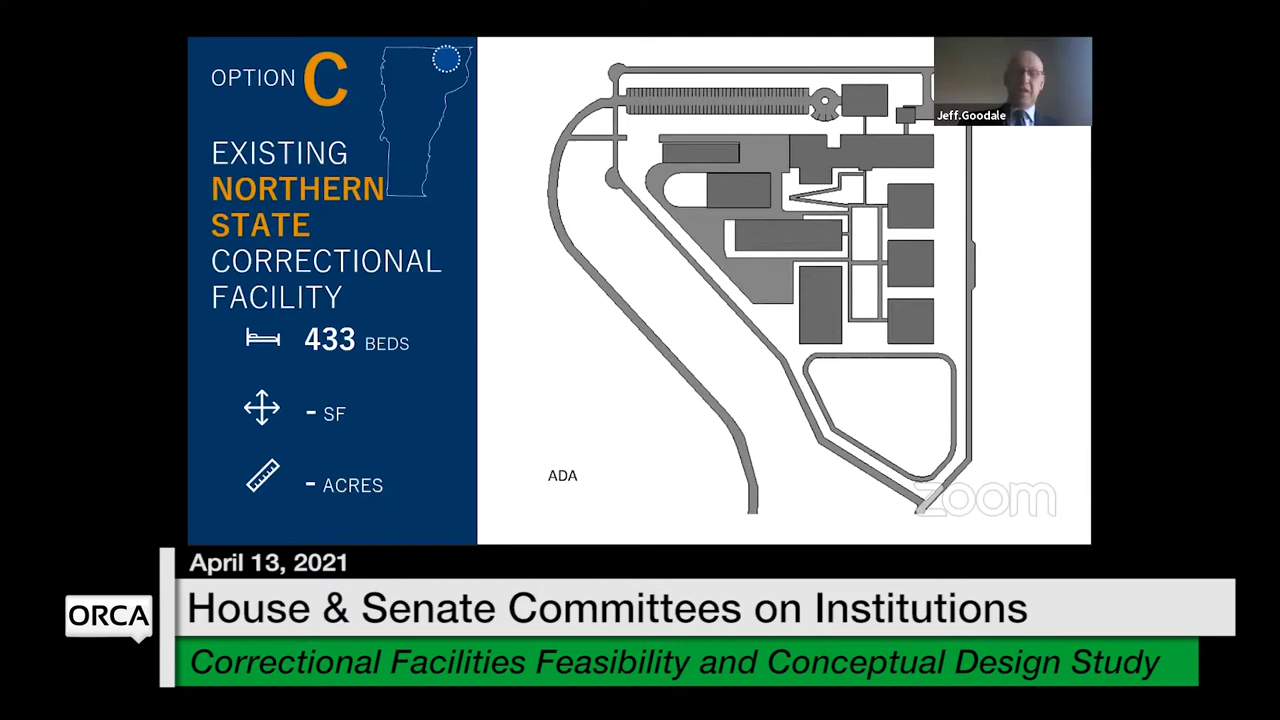 OPTION C
EXISTING
NORTHERN
STATE
CORRECTIONAL
FACILITY
433 BEDS
- SF
- ACRES
Jeff.Goodale
ADA
zoom
April 13, 2021
ORCA
House & Senate Committees on Institutions
Correctional Facilities Feasibility and Conceptual Design Study